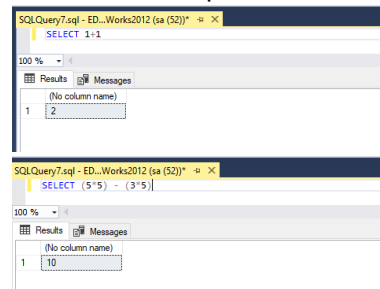 SQLQuery7.sql - ED...Works2012 (sa (52))*
SELECT 1+1
100 %
Results Messages
(No column name)
1 2
SQLQuery7.sql - ED...Works2012 (sa (52))*
SELECT (5*5) - (3*5)
100 %
Results Messages
(No column name)
1 10